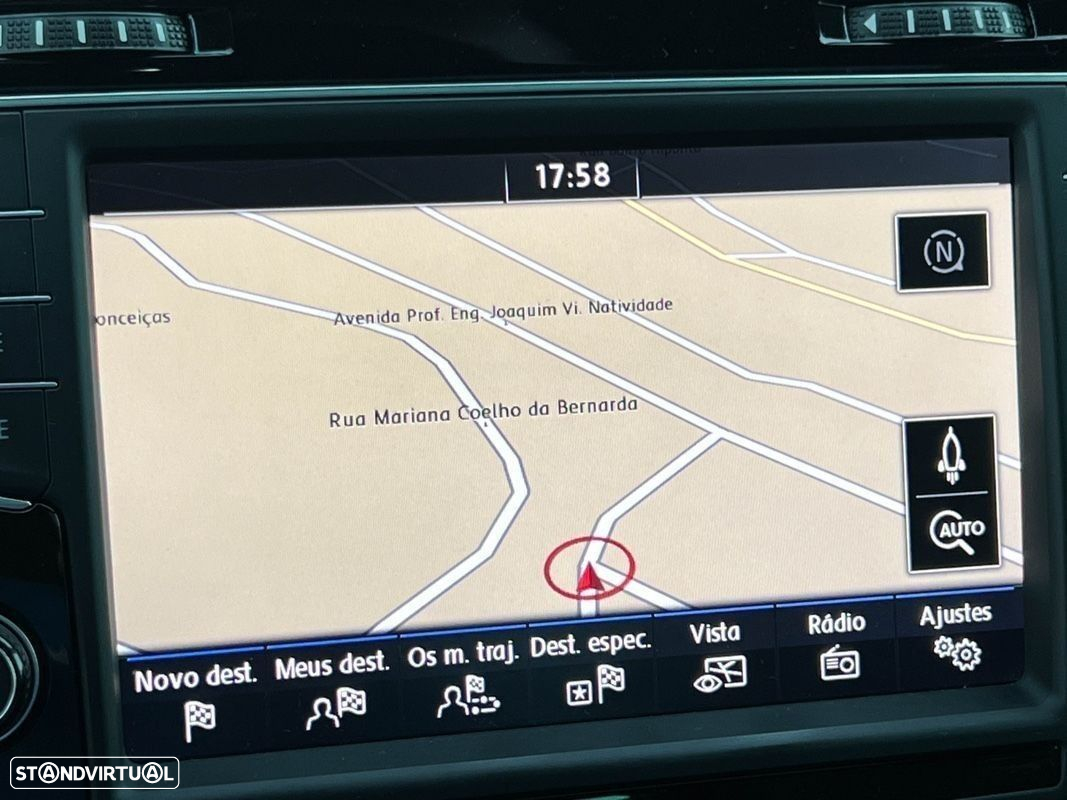 17:58
N
onceiças
Avenida Prof. Eng. Joaquim Vi. Natividade
Rua Mariana Coelho da Bernarda
AUTO
Novo dest.
Meus dest.
Os m. traj.
Dest. espec.
Vista
Rádio
Ajustes
E
STANDVIRTUAL